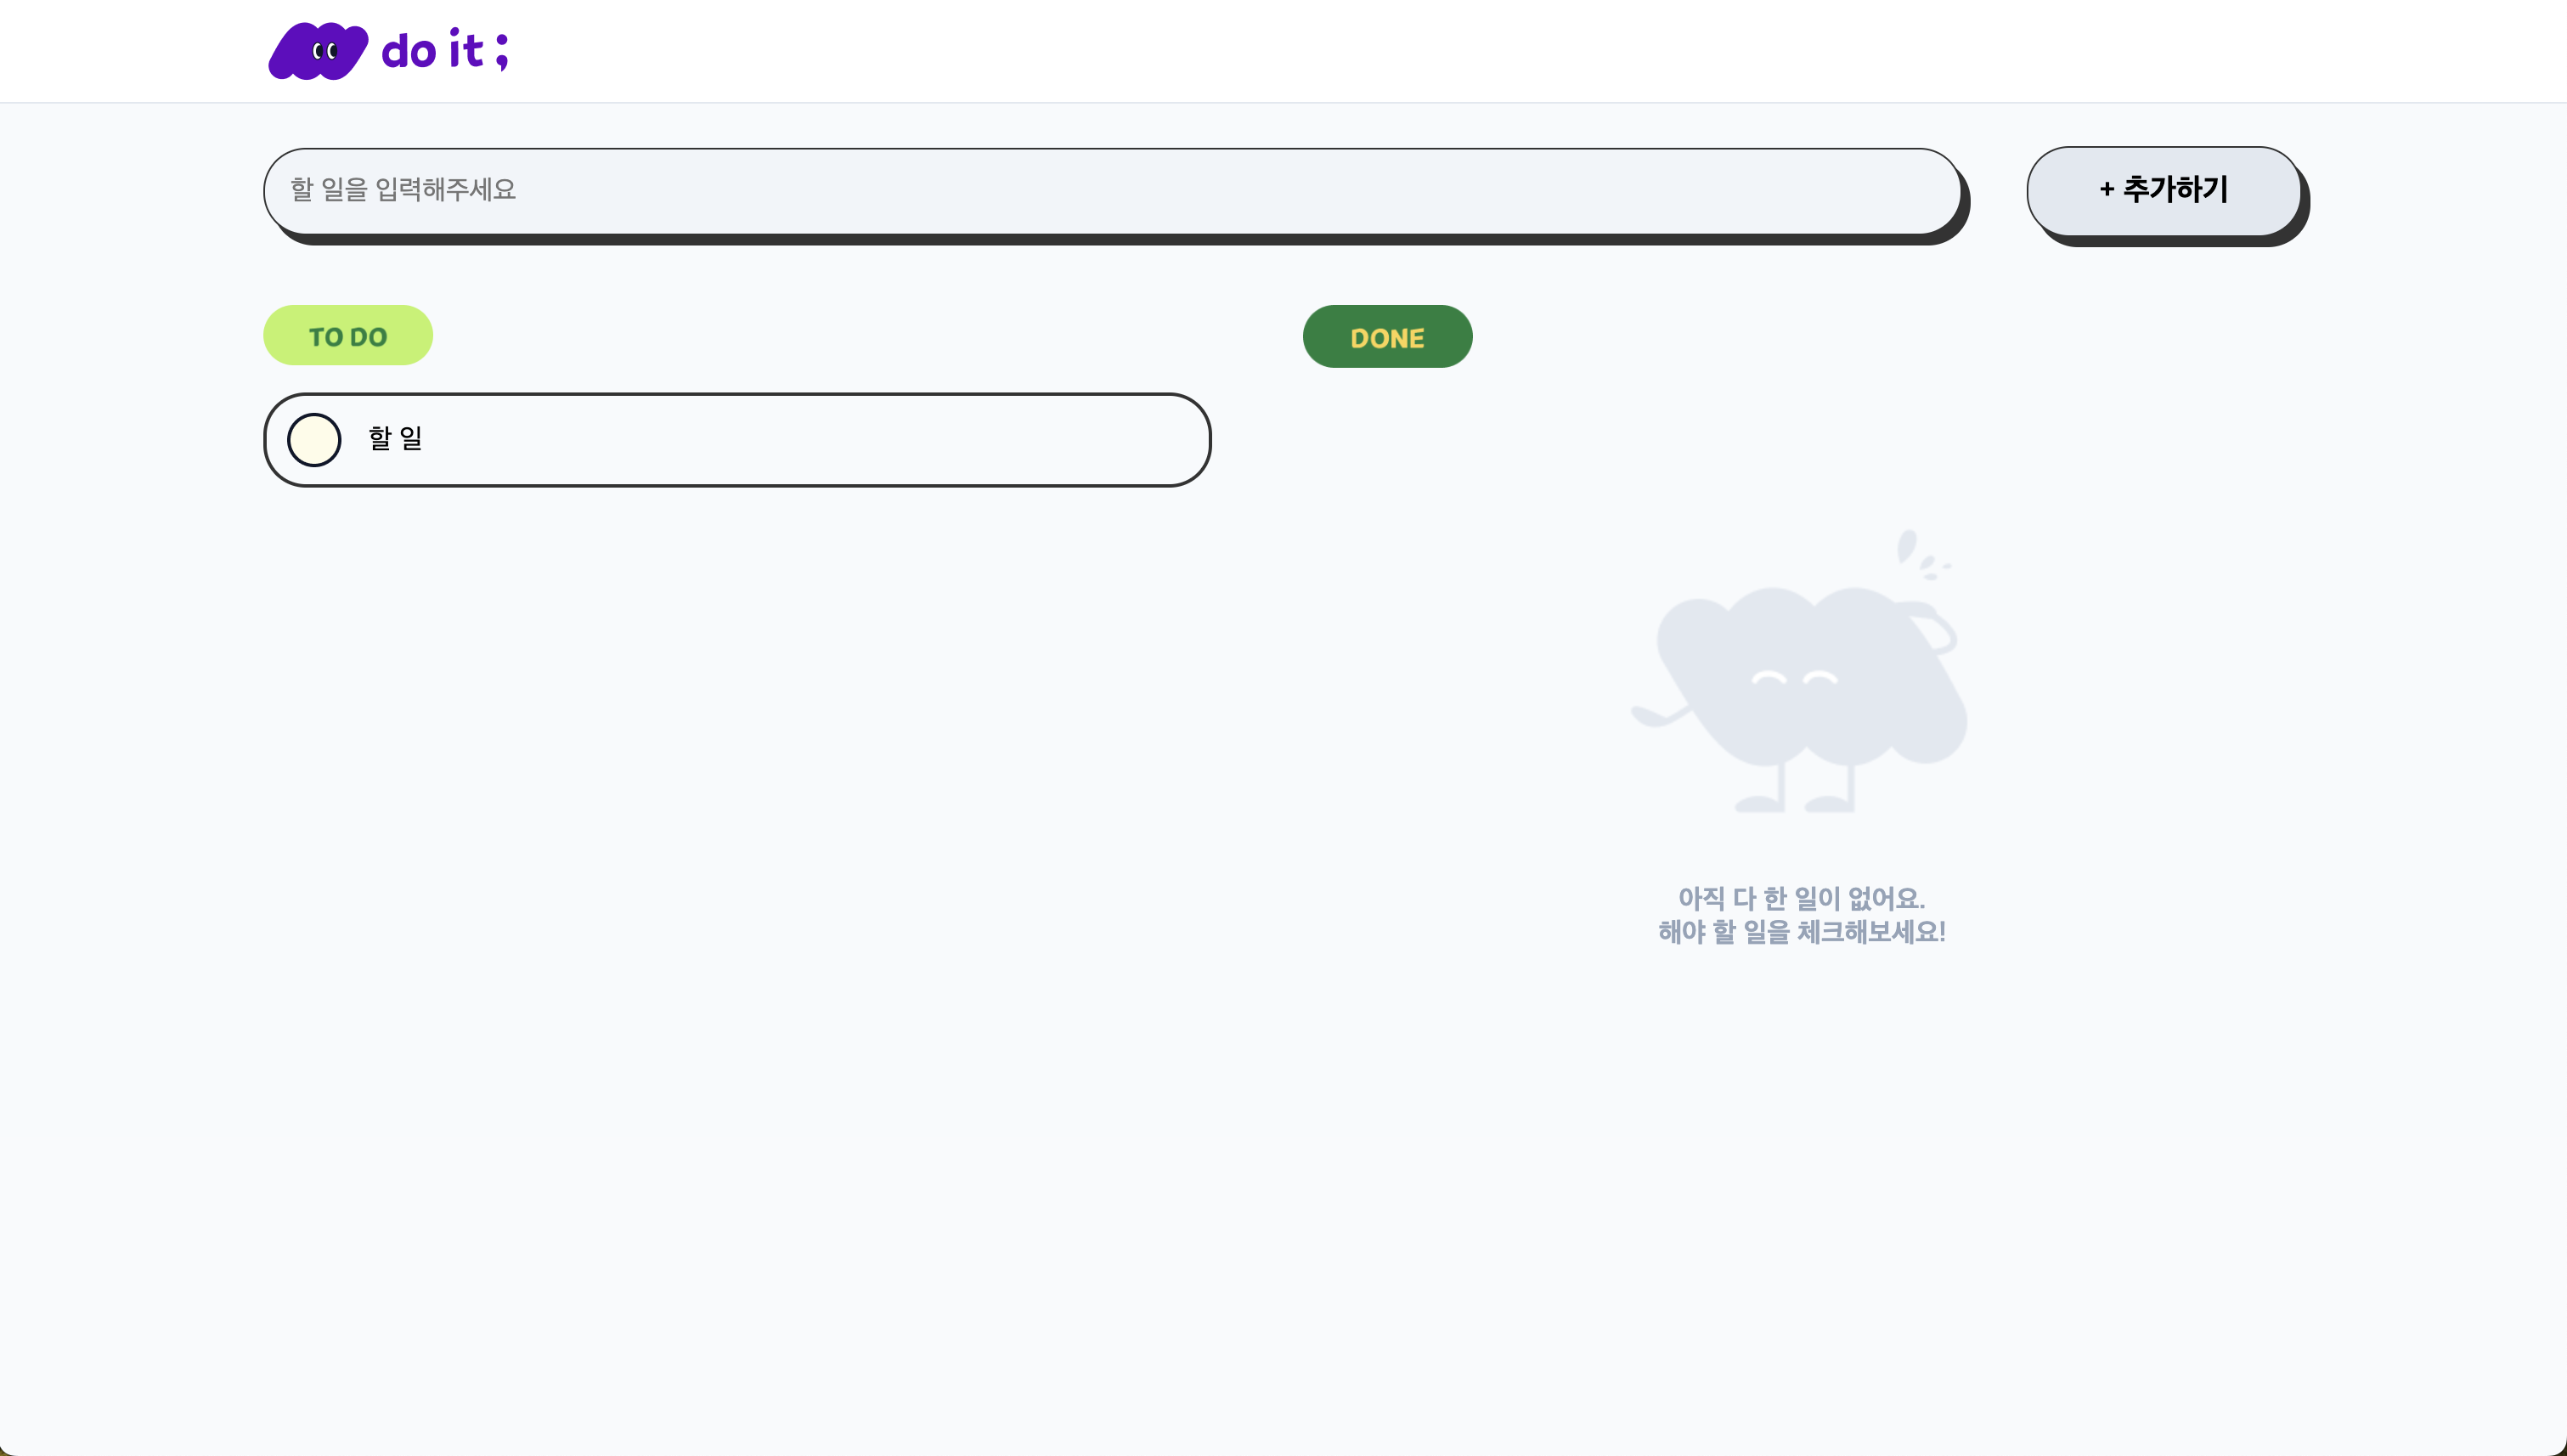 do it ;
할 일을 입력해주세요
+ 추가하기
TO DO
DONE
할 일
아직 다 한 일이 없어요.
해야 할 일을 체크해보세요!